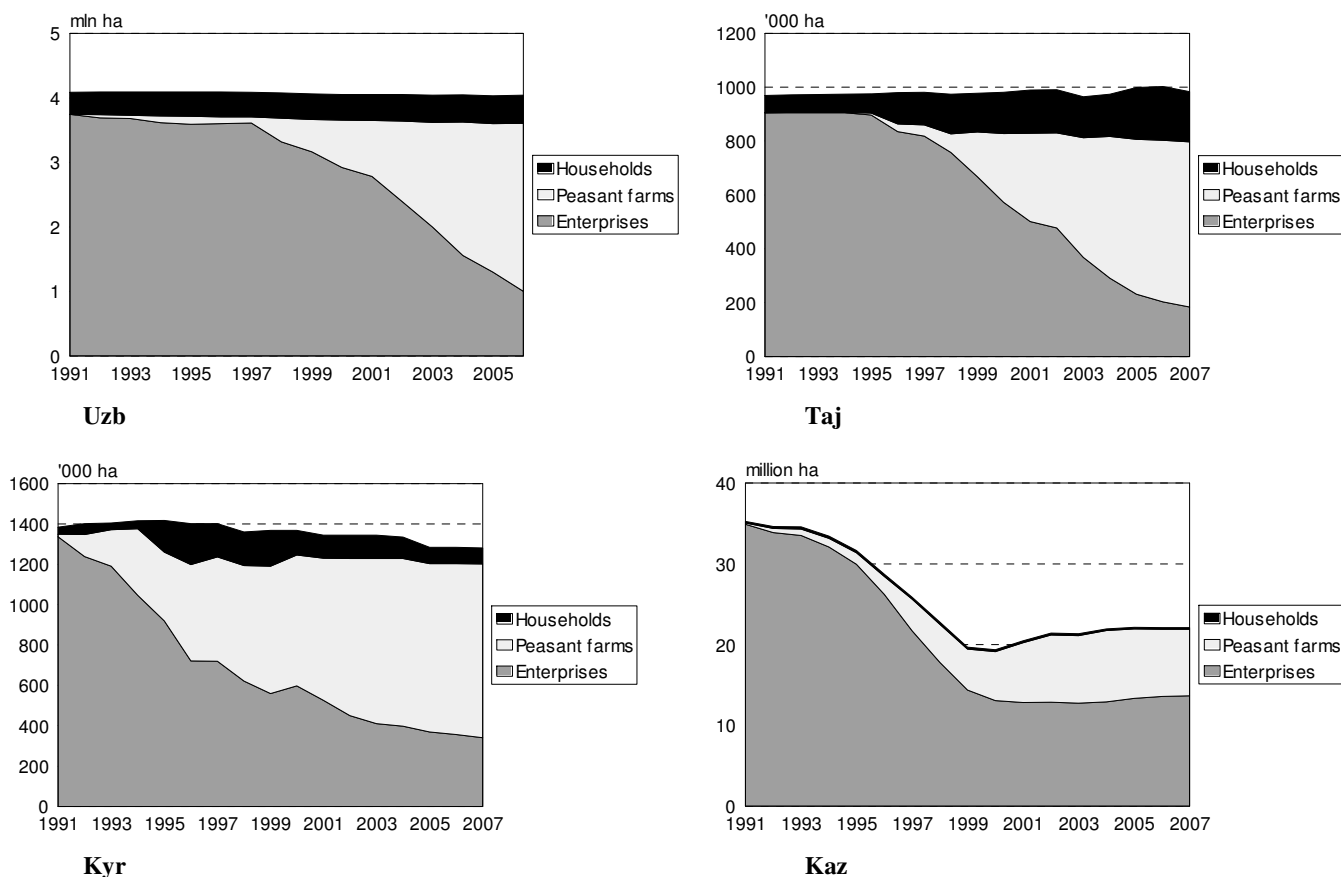 mln ha
5
4
3
2
1
0
1991 1993 1995 1997 1999 2001 2003 2005
Households
Peasant farms
Enterprises
Uzb
'000 ha
1200
1000
800
600
400
200
0
1991 1993 1995 1997 1999 2001 2003 2005 2007
Households
Peasant farms
Enterprises
Taj
'000 ha
1600
1400
1200
1000
800
600
400
200
0
1991 1993 1995 1997 1999 2001 2003 2005 2007
Households
Peasant farms
Enterprises
Kyr
million ha
40
30
20
10
0
1991 1993 1995 1997 1999 2001 2003 2005 2007
Households
Peasant farms
Enterprises
Kaz